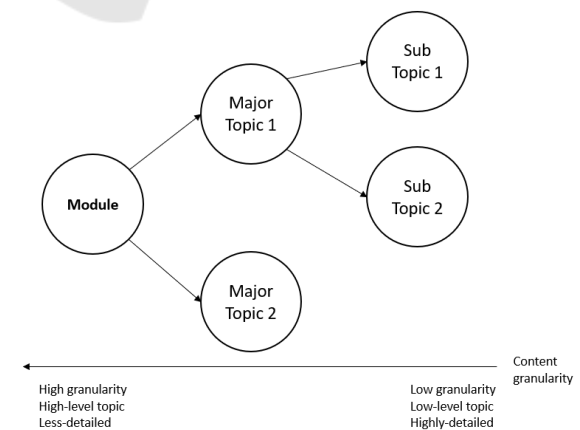 Sub
Topic 1
Major
Topic 1
Module
Sub
Topic 2
Major
Topic 2
Content
granularity
High granularity
High-level topic
Less-detailed
Low granularity
Low-level topic
Highly-detailed